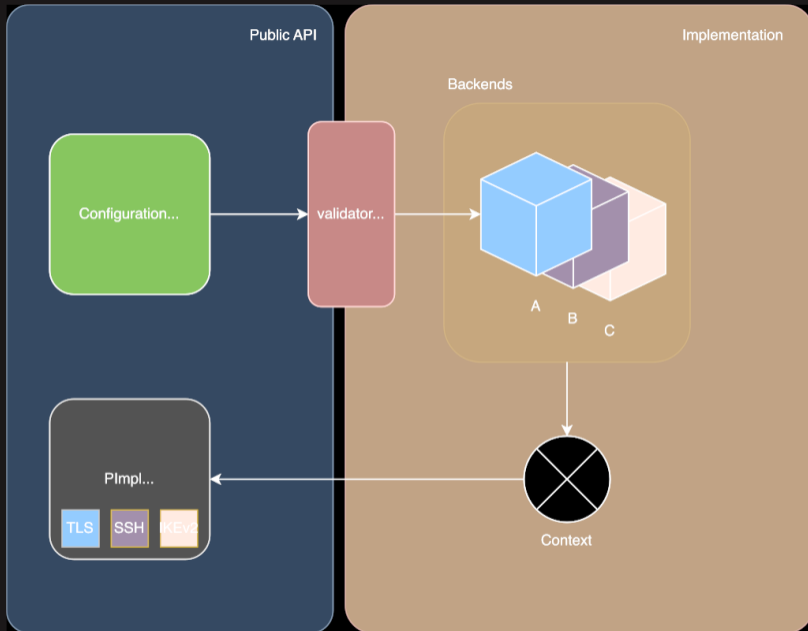 Public API
Implementation
Backends
Configuration...
validator...
A
B
C
PImpl...
TLS
SSH
IKEv2
Context